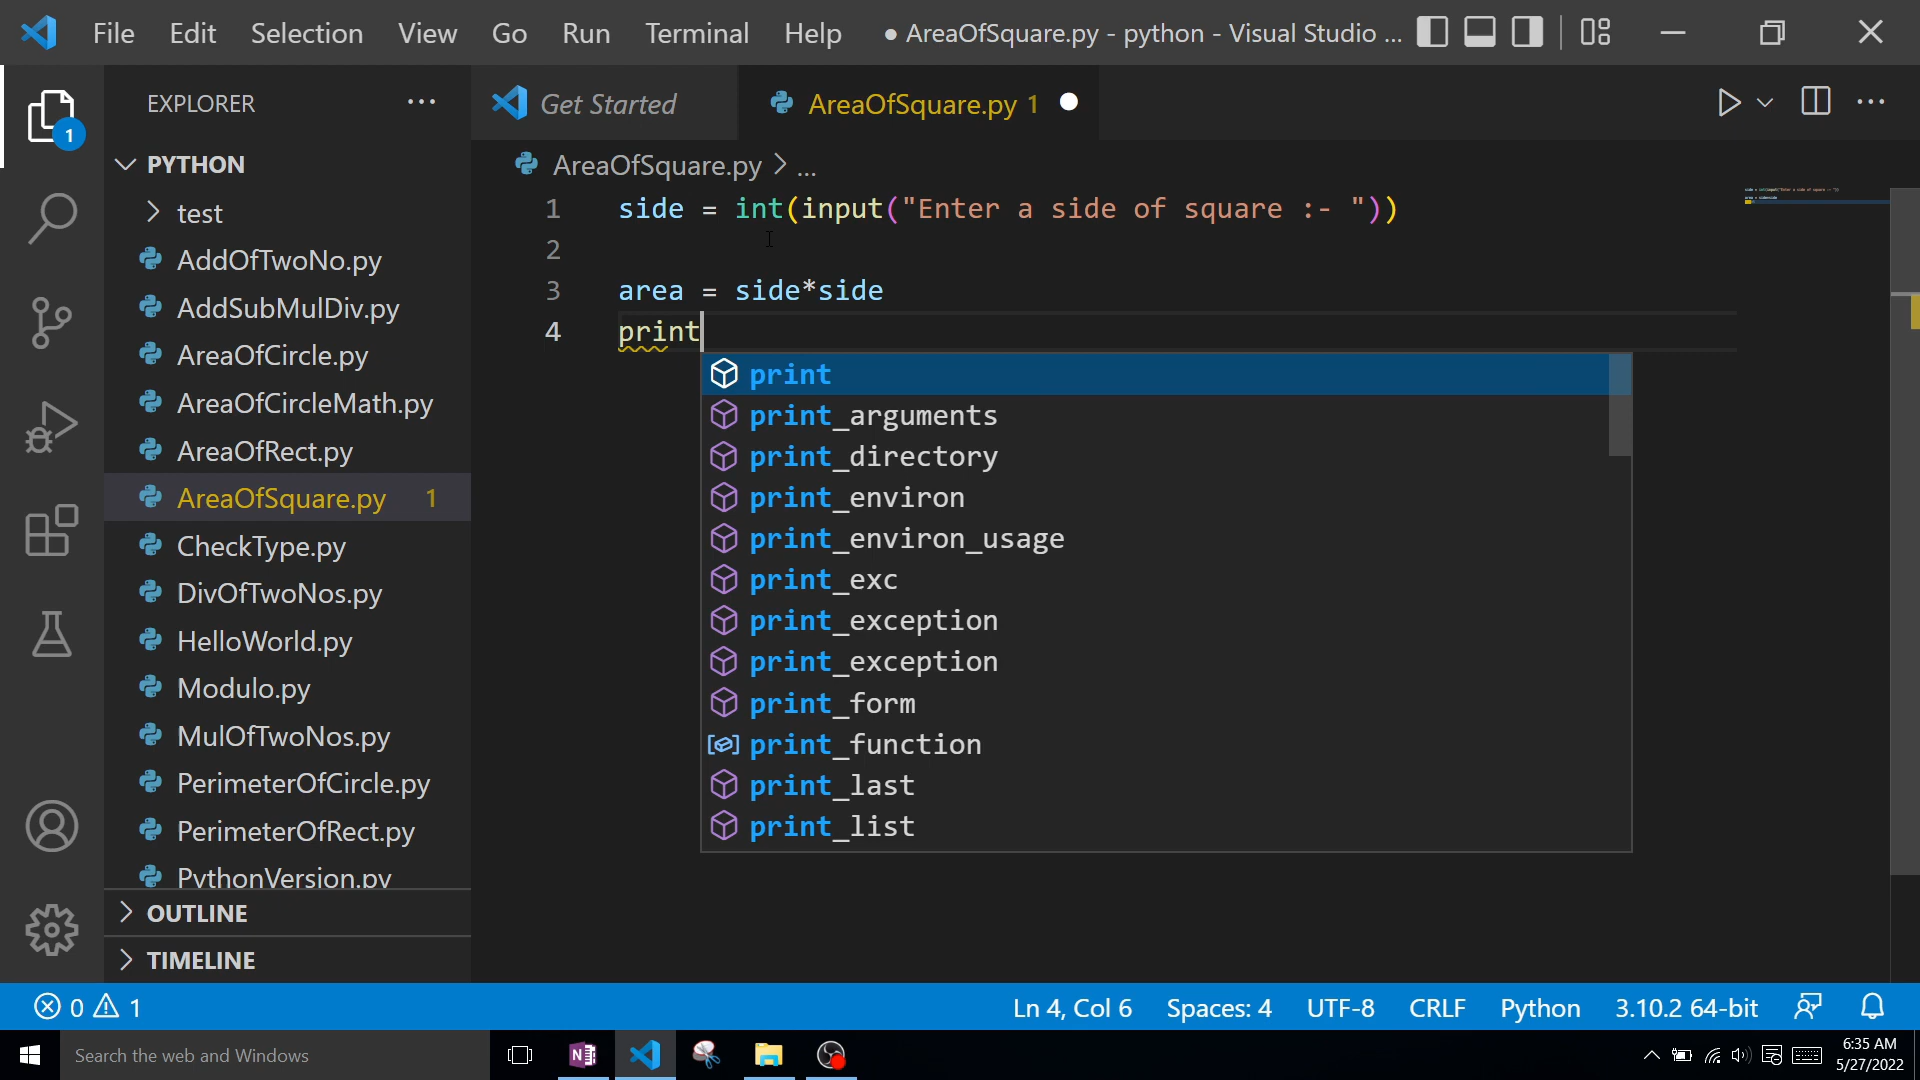 File Edit Selection View Go Run Terminal Help ● AreaOfSquare.py - python - Visual Studio ...
EXPLORER ...
Get Started
AreaOfSquare.py 1
1
PYTHON
AreaOfSquare.py > ...
test
AddOfTwoNo.py
AddSubMulDiv.py
AreaOfCircle.py
AreaOfCircleMath.py
AreaOfRect.py
AreaOfSquare.py 1
CheckType.py
DivOfTwoNos.py
HelloWorld.py
Modulo.py
MulOfTwoNos.py
PerimeterOfCircle.py
PerimeterOfRect.py
PythonVersion.py
OUTLINE
TIMELINE
1 side = int(input("Enter a side of square :- "))
2
3 area = side*side
4 print
print
print_arguments
print_directory
print_environ
print_environ_usage
print_exc
print_exception
print_exception
print_form
print_function
print_last
print_list
0 1 Ln 4, Col 6 Spaces: 4 UTF-8 CRLF Python 3.10.2 64-bit
Search the web and Windows
6:35 AM
5/27/2022